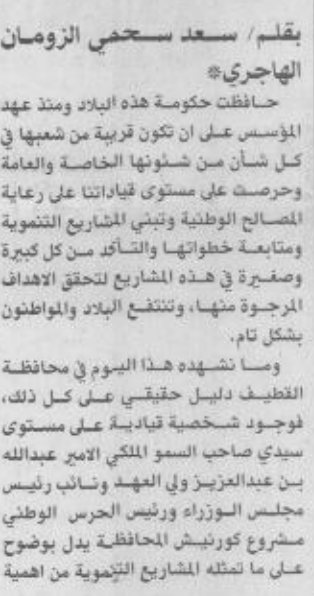 بقلم/ سعد سحمي الزومان
الهاجري*
حافظت حكومة هذه البلاد ومنذ عهد
المؤسس على ان تكون قريبة من شعبها في
كل شأن من شئونها الخاصة والعامة
وحرصت على مستوى قياداتنا على رعاية
المصالح الوطنية وتبني المشاريع التنموية
ومتابعة خطواتها والتأكد من كل كبيرة
وصغيرة في هذه المشاريع لتحقق الاهداف
المرجوة منها، وتنتفع البلاد والمواطنون
بشكل تام.
وما نشهده هذا اليوم في محافظة
القطيف دليل حقيقي على كل ذلك،
فوجود شخصية قيادية على مستوى
سيدي صاحب السمو الملكي الامير عبدالله
بن عبدالعزيز ولي العهد ونائب رئيس
مجلس الوزراء ورئيس الحرس الوطني
مشروع كورنيش المحافظة يدل بوضوح
على ما تمثله المشاريع التنموية من اهمية